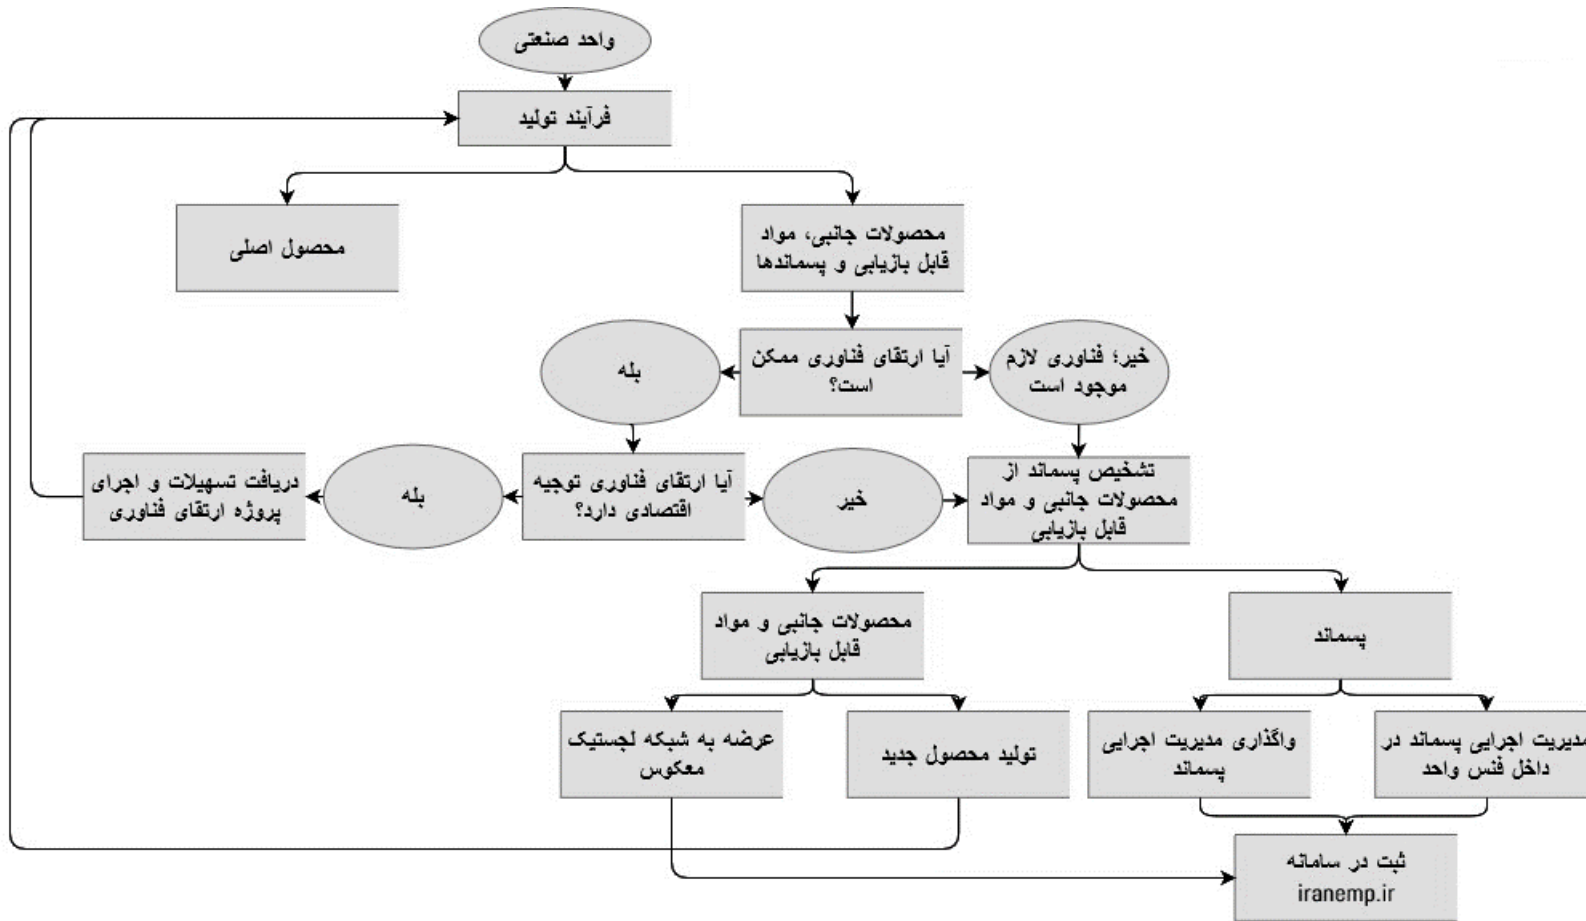 واحد صنعتی
فرآیند تولید
محصول اصلی
محصولات جانبی، مواد
قابل بازیابی و پسماندها
آیا ارتقای فناوری ممکن
است؟
خیر؛ فناوری لازم
موجود است
بله
آیا ارتقای فناوری توجیه
اقتصادی دارد؟
بله
دریافت تسهیلات و اجرای
پروژه ارتقای فناوری
خیر
تشخیص پسماند از
محصولات جانبی و مواد
قابل بازیابی
محصولات جانبی و مواد
قابل بازیابی
پسماند
عرضه به شبکه لجستیک
معکوس
تولید محصول جدید
واگذاری مدیریت اجرایی
پسماند
مدیریت اجرایی پسماند در
داخل فنس واحد
ثبت در سامانه
iranemp.ir